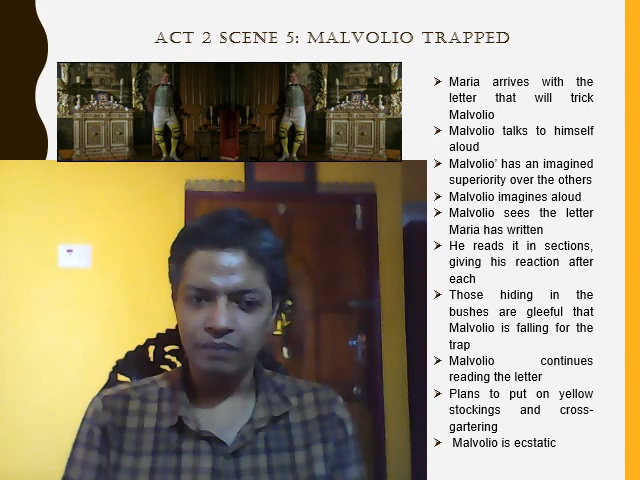 ACT 2 SCENE 5: MALVOLIO TRAPPED
➢ Maria arrives with the
letter that will trick
Malvolio
➢ Malvolio talks to himself
aloud
➢ Malvolio' has an imagined
superiority over the others
➢ Malvolio imagines aloud
➢ Malvolio sees the letter
Maria has written
➢ He reads it in sections,
giving his reaction after
each
➢ Those hiding in the
bushes are gleeful that
Malvolio is falling for the
trap
➢ Malvolio continues
reading the letter
➢ Plans to put on yellow
stockings and cross-
gartering
➢ Malvolio is ecstatic